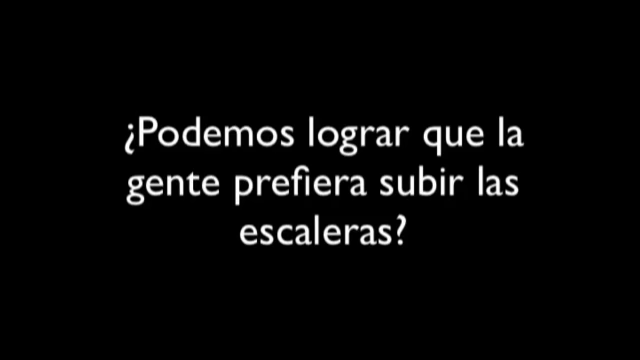 ¿Podemos lograr que la
gente prefiera subir las
escaleras?